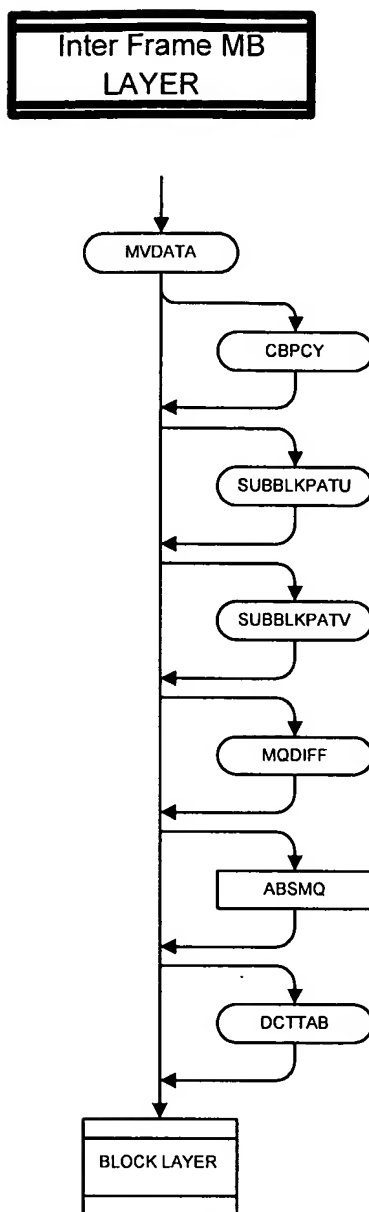 Inter Frame MB
LAYER
MVDATA
CBPCY
SUBBLKPATU
SUBBLKPATV
MQDIFF
ABSMQ
DCTTAB
BLOCK LAYER